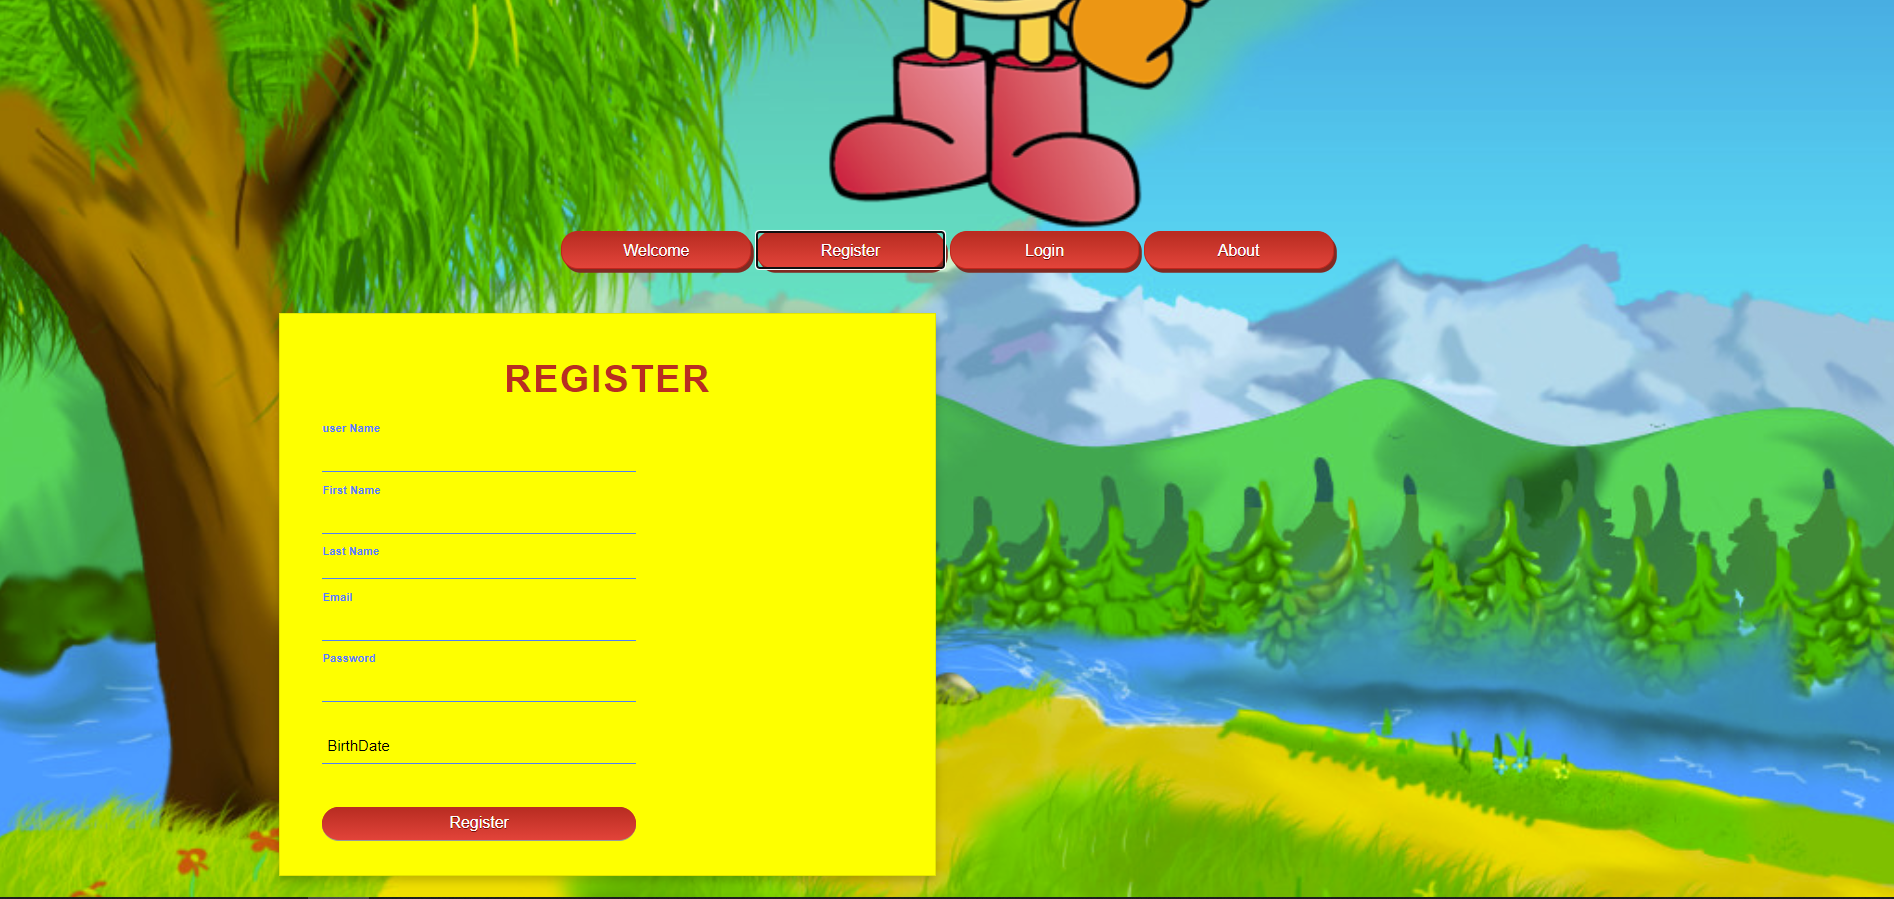 Welcome
Register
Login
About
REGISTER
user Name
First Name
Last Name
Email
Password
BirthDate
Register